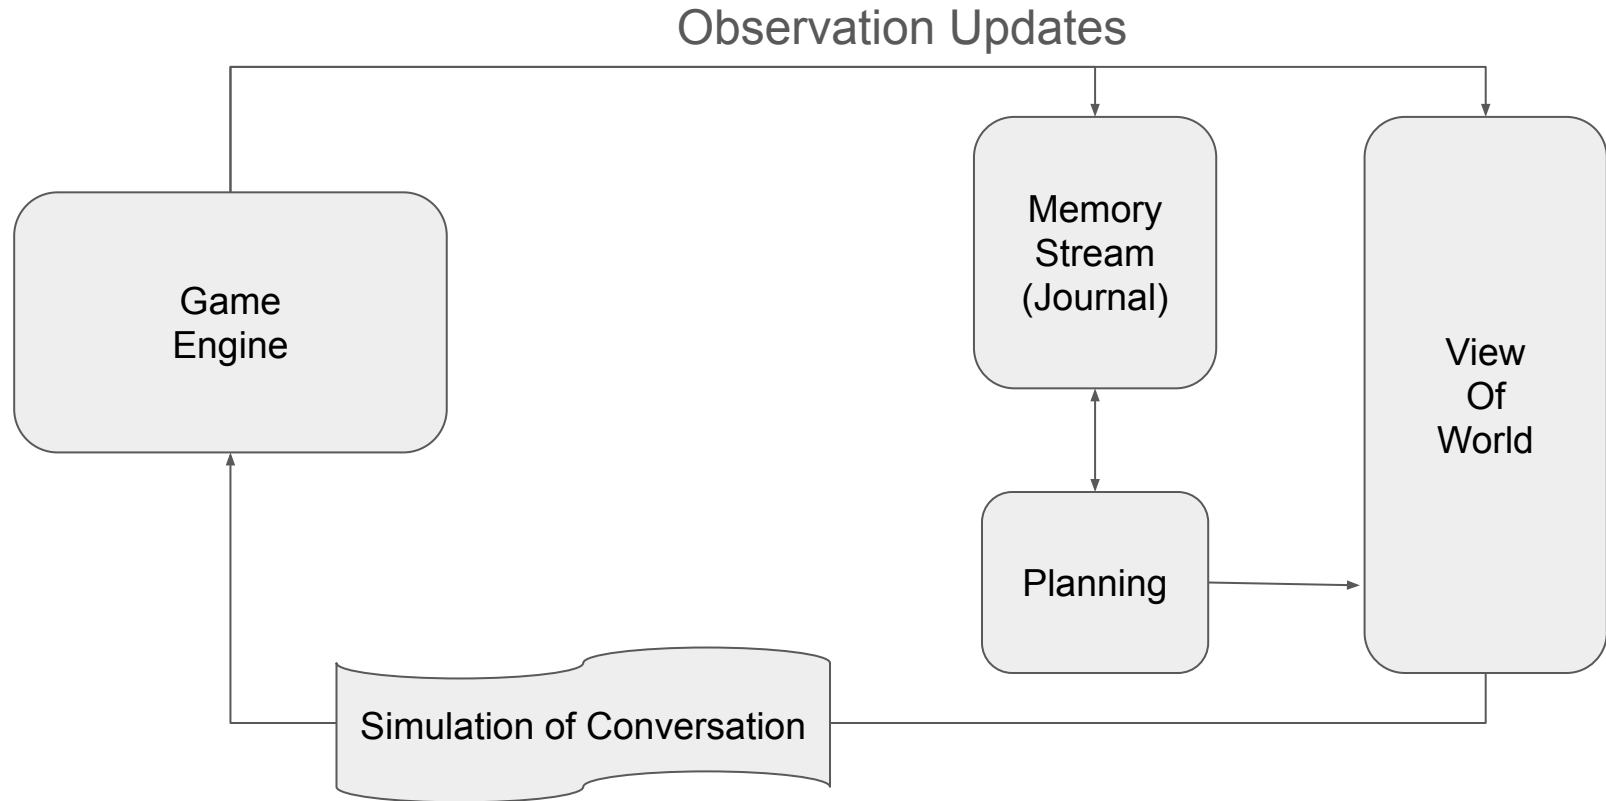 Observation Updates
Game
Engine
Memory
Stream
(Journal)
View
Of
World
Planning
Simulation of Conversation